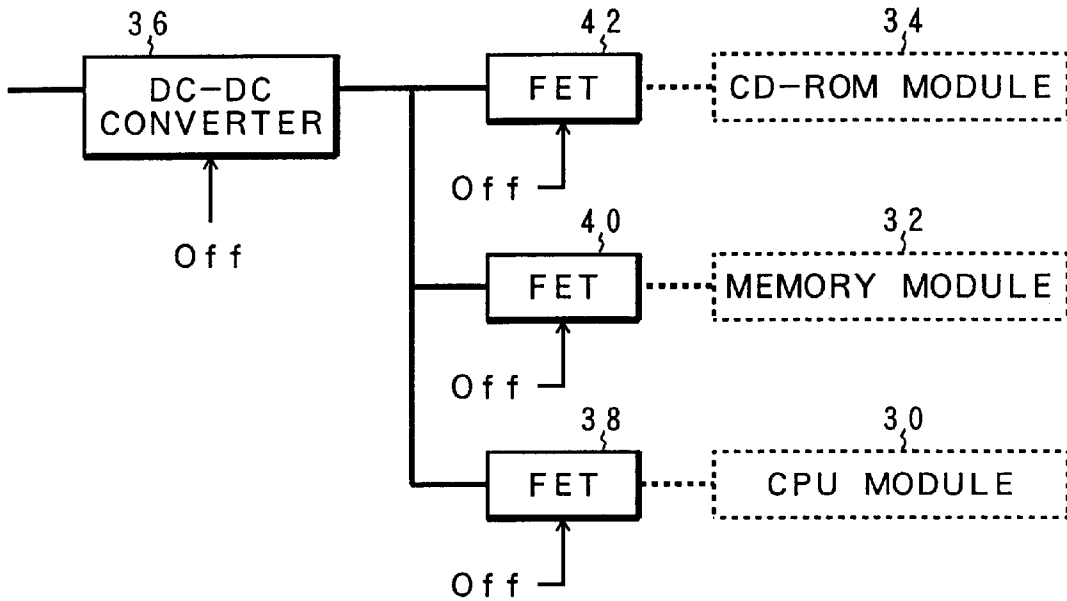 36
DC-DC
CONVERTER
Off
42
FET
Off
34
CD-ROM MODULE
40
FET
Off
32
MEMORY MODULE
38
FET
Off
30
CPU MODULE